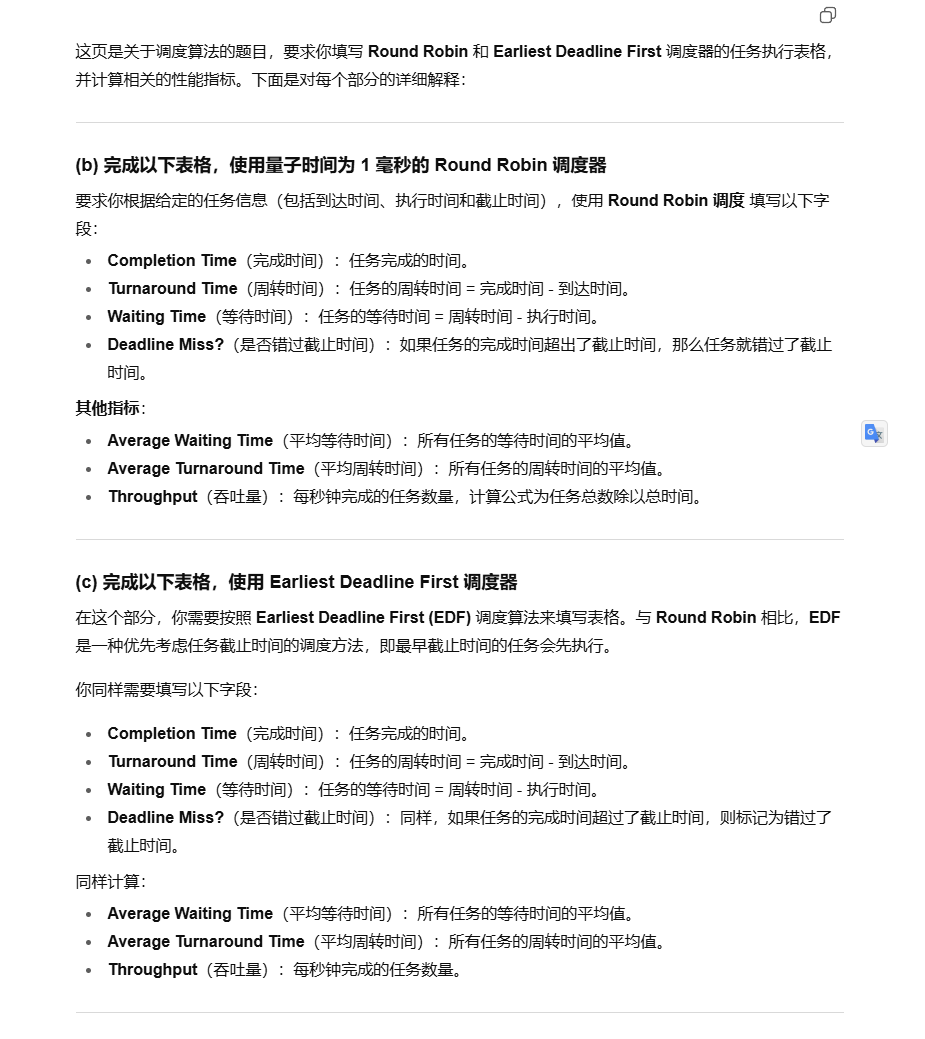 这页是关于调度算法的题目，要求你填写 Round Robin 和 Earliest Deadline First 调度器的任务执行表格，
并计算相关的性能指标。下面是对每个部分的详细解释：
(b) 完成以下表格，使用量子时间为 1 毫秒的 Round Robin 调度器
要求你根据给定的任务信息（包括到达时间、执行时间和截止时间），使用 Round Robin 调度 填写以下字
段：
• Completion Time（完成时间）：任务完成的时间。
• Turnaround Time（周转时间）：任务的周转时间 = 完成时间 - 到达时间。
• Waiting Time（等待时间）：任务的等待时间 = 周转时间 - 执行时间。
• Deadline Miss?（是否错过截止时间）：如果任务的完成时间超出了截止时间，那么任务就错过了截止
时间。
其他指标：
• Average Waiting Time（平均等待时间）：所有任务的等待时间的平均值。
• Average Turnaround Time（平均周转时间）：所有任务的周转时间的平均值。
• Throughput（吞吐量）：每秒钟完成的任务数量，计算公式为任务总数除以总时间。
(c) 完成以下表格，使用 Earliest Deadline First 调度器
在这个部分，你需要按照 Earliest Deadline First (EDF) 调度算法来填写表格。与 Round Robin 相比，EDF
是一种优先考虑任务截止时间的调度方法，即最早截止时间的任务会先执行。
你同样需要填写以下字段：
• Completion Time（完成时间）：任务完成的时间。
• Turnaround Time（周转时间）：任务的周转时间 = 完成时间 - 到达时间。
• Waiting Time（等待时间）：任务的等待时间 = 周转时间 - 执行时间。
• Deadline Miss?（是否错过截止时间）：同样，如果任务的完成时间超过了截止时间，则标记为错过了
截止时间。
同样计算：
• Average Waiting Time（平均等待时间）：所有任务的等待时间的平均值。
• Average Turnaround Time（平均周转时间）：所有任务的周转时间的平均值。
• Throughput（吞吐量）：每秒钟完成的任务数量。